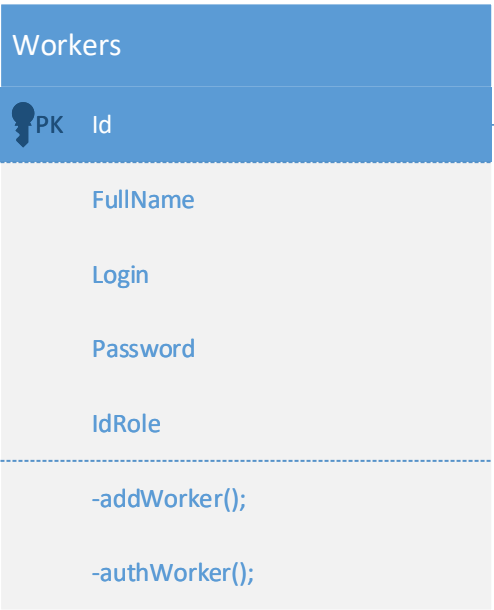 Workers
PK Id
FullName
Login
Password
IdRole
-addWorker();
-authWorker();